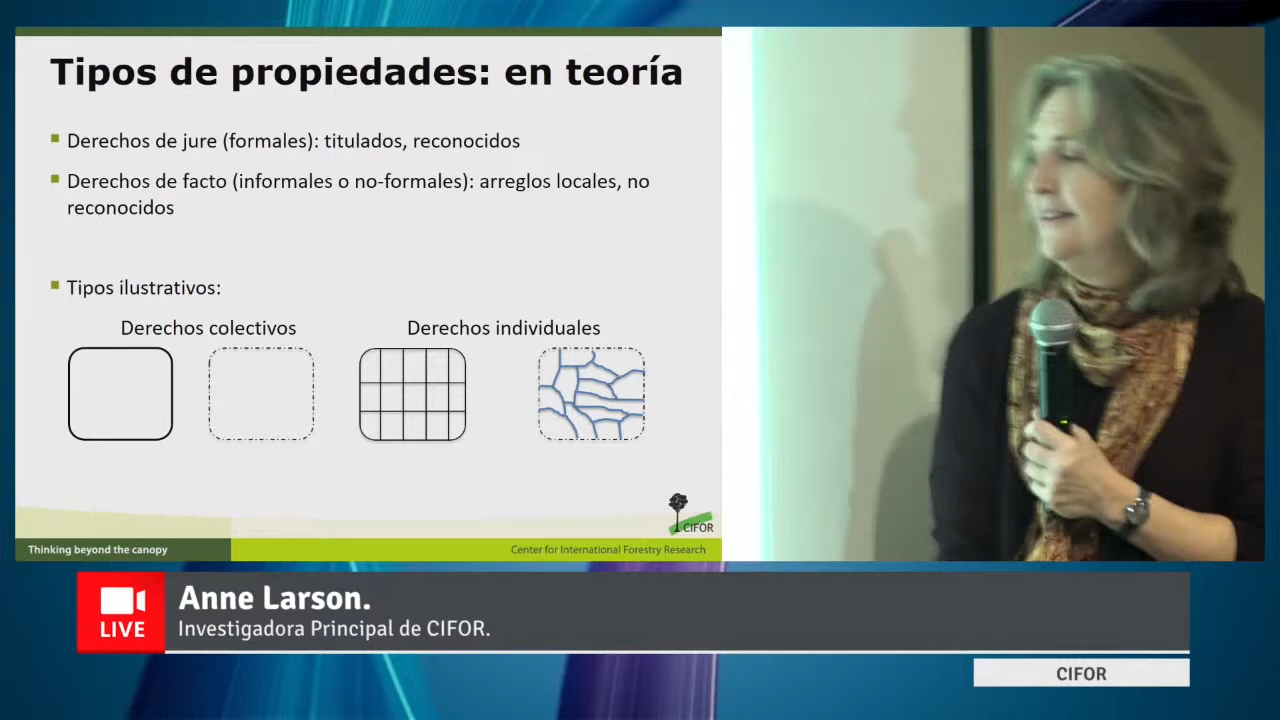 Tipos de propiedades: en teoría
Derechos de jure (formales): titulados, reconocidos
Derechos de facto (informales o no-formales): arreglos locales, no
reconocidos
Tipos ilustrativos:
Derechos colectivos
Derechos individuales
CIFOR
Thinking beyond the canopy
Center for International Forestry Research
LIVE
Anne Larson.
Investigadora Principal de CIFOR.
CIFOR